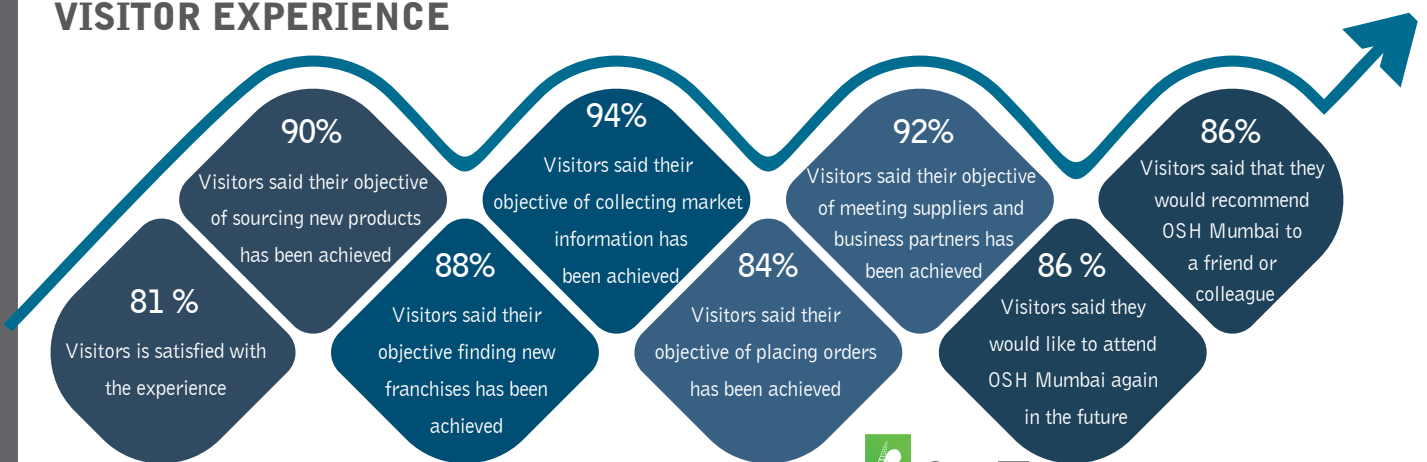 VISITOR EXPERIENCE
81 %
Visitors is satisfied with
the experience
90%
Visitors said their objective
of sourcing new products
has been achieved
88%
Visitors said their
objective finding new
franchises has been
achieved
94%
Visitors said their
objective of collecting market
information has
been achieved
84%
Visitors said their
objective of placing orders
has been achieved
92%
Visitors said their objective
of meeting suppliers and
business partners has
been achieved
86 %
Visitors said they
would like to attend
OSH Mumbai again
in the future
86%
Visitors said that they
would recommend
OSH Mumbai to
a friend or
colleague